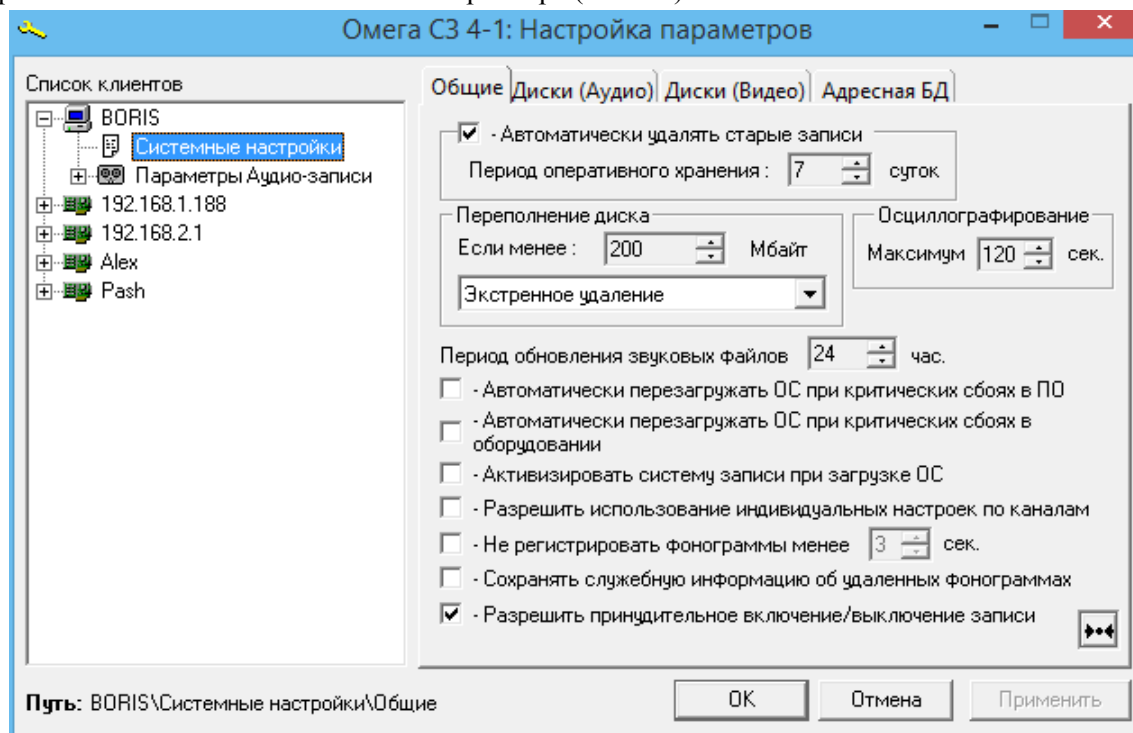 Омега СЗ 4-1: Настройка параметров
Список клиентов
BORIS
Системные настройки
Параметры Аудио-записи
192.168.1.188
192.168.2.1
Alex
Pash
Общие Диски (Аудио) Диски (Видео) Адресная БД
- Автоматически удалять старые записи
Период оперативного хранения : 7 суток
Переполнение диска
Если менее : 200 Мбайт
Экстренное удаление
Осциллографирование
Максимум 120 сек.
Период обновления звуковых файлов 24 час.
- Автоматически перезагружать ОС при критических сбоях в ПО
- Автоматически перезагружать ОС при критических сбоях в
оборудовании
- Активизировать систему записи при загрузке ОС
- Разрешить использование индивидуальных настроек по каналам
- Не регистрировать фонограммы менее 3 сек.
- Сохранять служебную информацию об удаленных фонограммах
- Разрешить принудительное включение/выключение записи
Путь: BORIS\Системные настройки\Общие
OK Отмена Применить